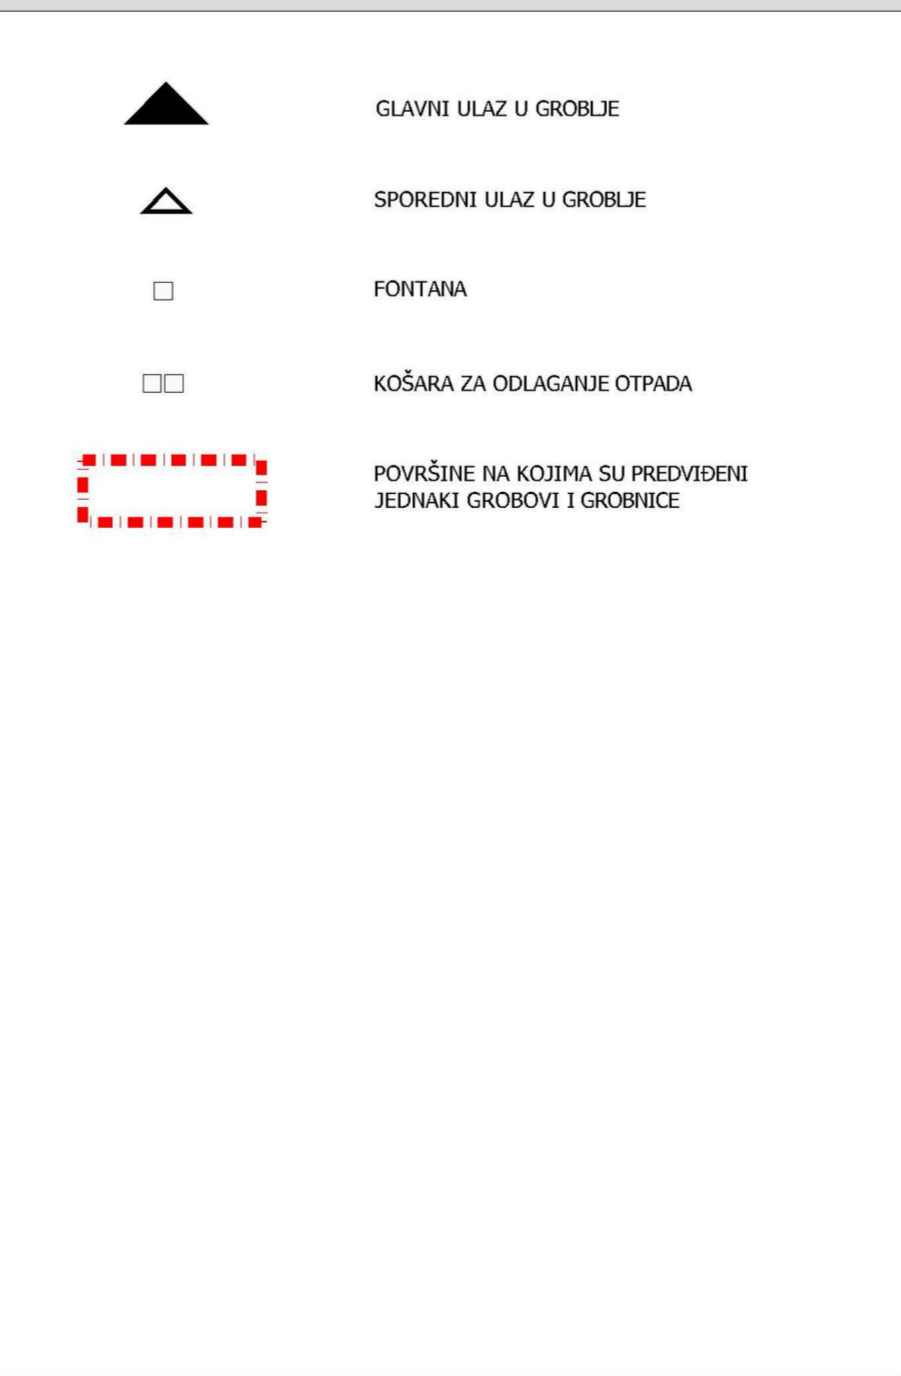 GLAVNI ULAZ U GROBLJE
SPOREDNI ULAZ U GROBLJE
FONTANA
KOŠARA ZA ODLAGANJE OTPADA
POVRŠINE NA KOJIMA SU PREDVIĐENI
JEDNAKI GROBOVI I GROBNICE